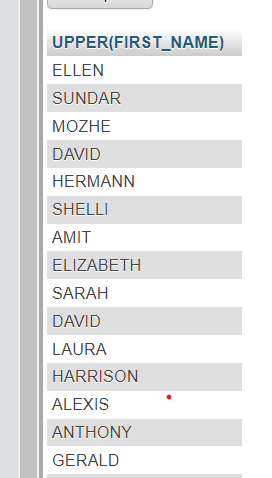 UPPER(FIRST_NAME)
ELLEN
SUNDAR
MOZHE
DAVID
HERMANN
SHELLI
AMIT
ELIZABETH
SARAH
DAVID
LAURA
HARRISON
ALEXIS
ANTHONY
GERALD